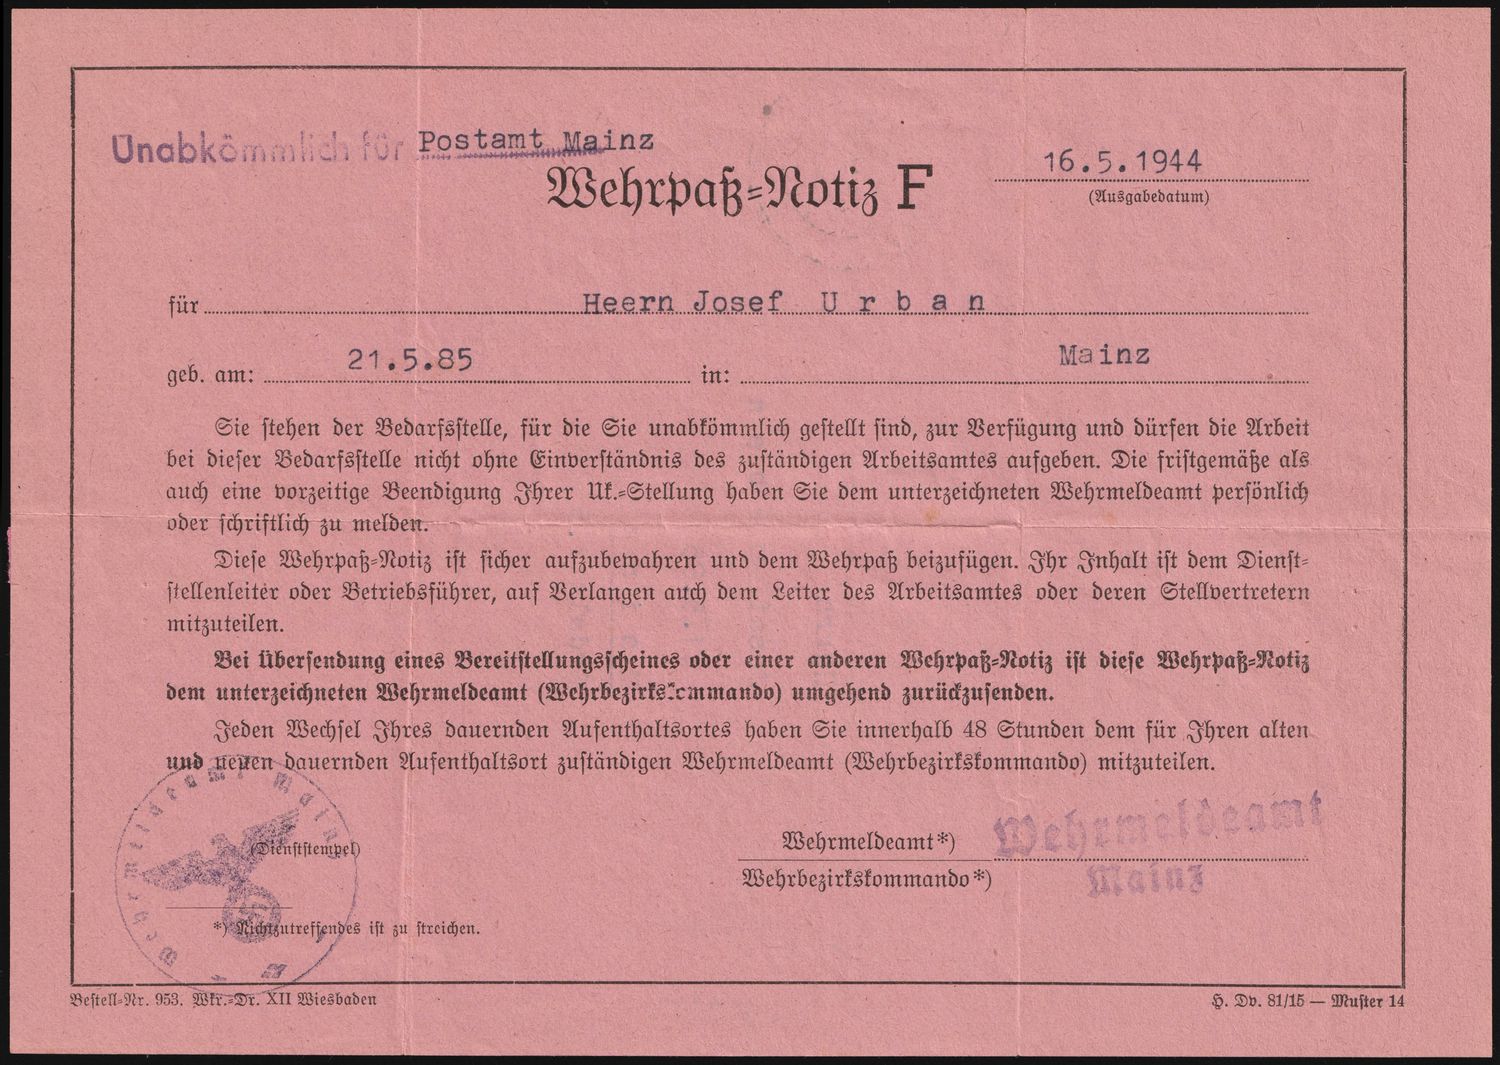 Unabkömmlich für Postamt Mainz
Wehrpaß-Notiz F
16.5.1944
(Ausgabedatum)
für Heern Josef U r b a n
geb. am: 21.5.85 in: Mainz
Sie stehen der Bedarfsstelle, für die Sie unabkömmlich gestellt sind, zur Verfügung und dürfen die Arbeit
bei dieser Bedarfsstelle nicht ohne Einverständnis des zuständigen Arbeitsamtes aufgeben. Die fristgemäße als
auch eine vorzeitige Beendigung Ihrer Uk.-Stellung haben Sie dem unterzeichneten Wehrmeldeamt persönlich
oder schriftlich zu melden.
Diese Wehrpaß-Notiz ist sicher aufzubewahren und dem Wehrpaß beizufügen. Ihr Inhalt ist dem Dienst-
stellenleiter oder Betriebsführer, auf Verlangen auch dem Leiter des Arbeitsamtes oder deren Stellvertretern
mitzuteilen.
Bei Übersendung eines Bereitstellungsscheines oder einer anderen Wehrpaß-Notiz ist diese Wehrpaß-Notiz
dem unterzeichneten Wehrmeldeamt (Wehrbezirkskommando) umgehend zurückzusenden.
Jeden Wechsel Ihres dauernden Aufenthaltsortes haben Sie innerhalb 48 Stunden dem für Ihren alten
und neuen dauernden Aufenthaltsort zuständigen Wehrmeldeamt (Wehrbezirkskommando) mitzuteilen.
Wehrmeldeamt Mainz
(Dienststempel)
Wehrmeldeamt*)
Wehrbezirkskommando*)
Wehrmeldeamt
Mainz
*) Nichtzutreffendes ist zu streichen.
Bestell-Nr. 953. Wkr.-Dr. XII Wiesbaden
H. Dv. 81/15 — Muster 14